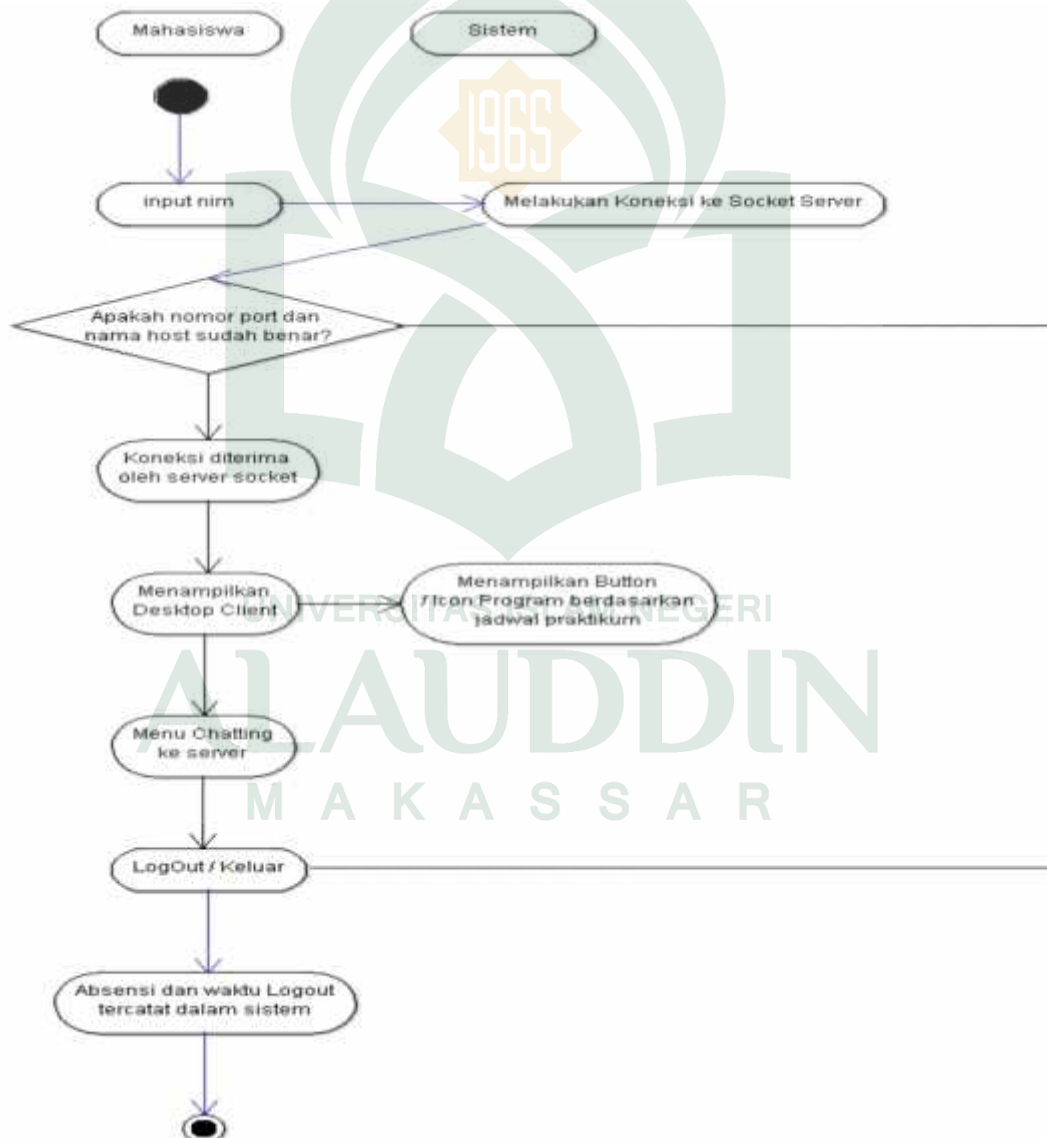 Mahasiswa
Sistem
1965
input nim
Melakukan Koneksi ke Socket Server
Apakah nomor port dan
nama host sudah benar?
Koneksi diterima
oleh server socket
Menampilkan
Desktop Client
Menampilkan Button
/ Icon Program berdasarkan
jadwal praktikum
UNIVERSITAS ISLAM NEGERI
ALAUDDIN
Menu Chatting
ke server
MAKASSAR
LogOut / Keluar
Absensi dan waktu Logout
tercatat dalam sistem